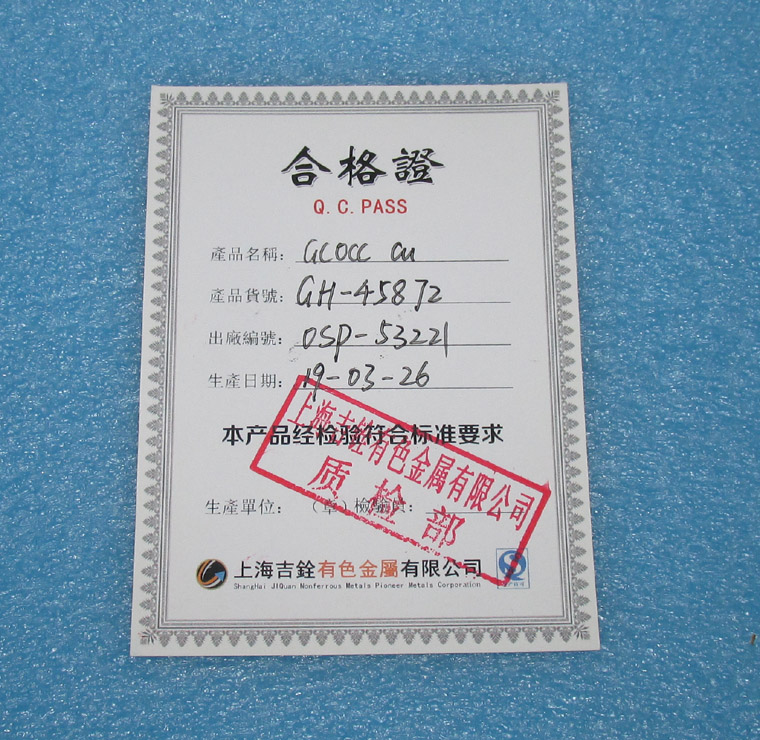 合格證
Q.C.PASS
產品名稱: GCOCC Cu
產品貨號: GH-45872
出廠編號: OSP-53221
生產日期: 19-03-26
本产品经检验符合标准要求
上海吉铨有色金属有限公司
质检部
生產單位: (章)檢驗員:
上海吉銓有色金屬有限公司
ShangHai JiQuan Nonferrous Metals Pioneer Metals Corporation